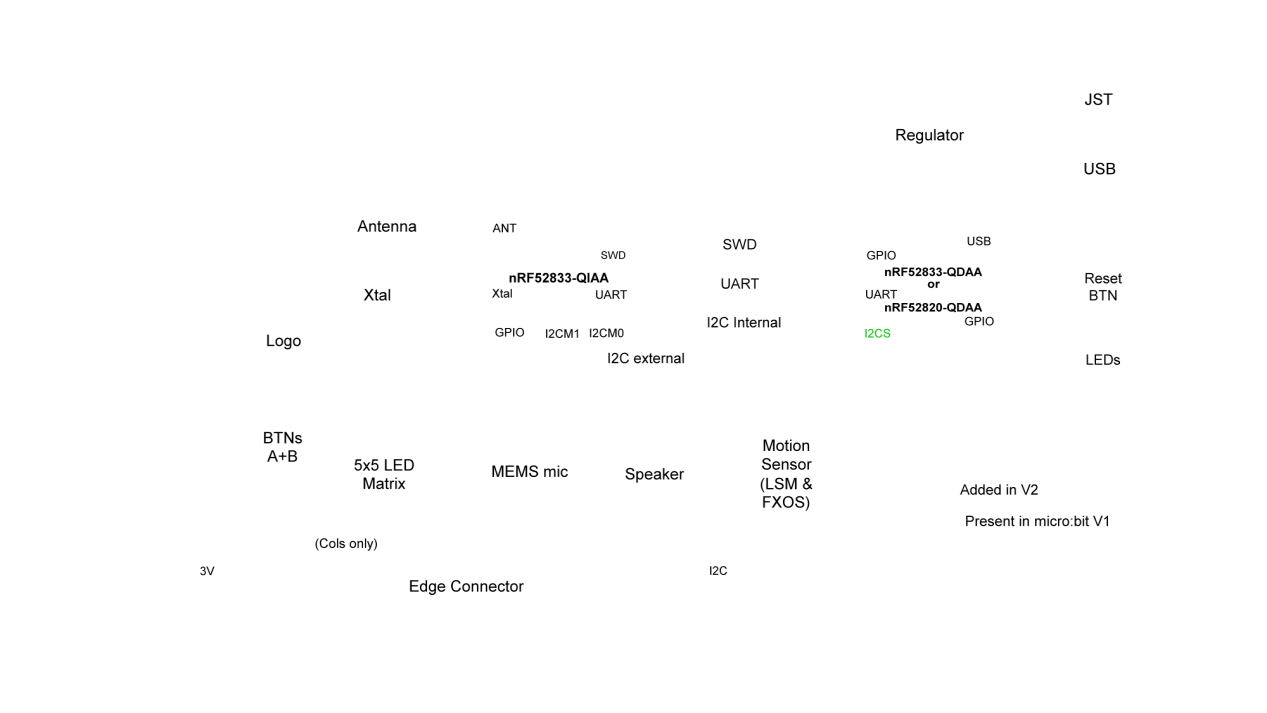 JST
Regulator
USB
Antenna
ANT
SWD
nRF52833-QIAA
Xtal
Xtal
UART
GPIO
I2CM1
I2CM0
SWD
UART
I2C Internal
I2C external
USB
GPIO
nRF52833-QDAA
or
UART
nRF52820-QDAA
GPIO
I2CS
Reset
BTN
LEDs
Logo
BTNs
A+B
5x5 LED
Matrix
MEMS mic
Speaker
Motion
Sensor
(LSM &
FXOS)
Added in V2
Present in micro:bit V1
(Cols only)
3V
I2C
Edge Connector